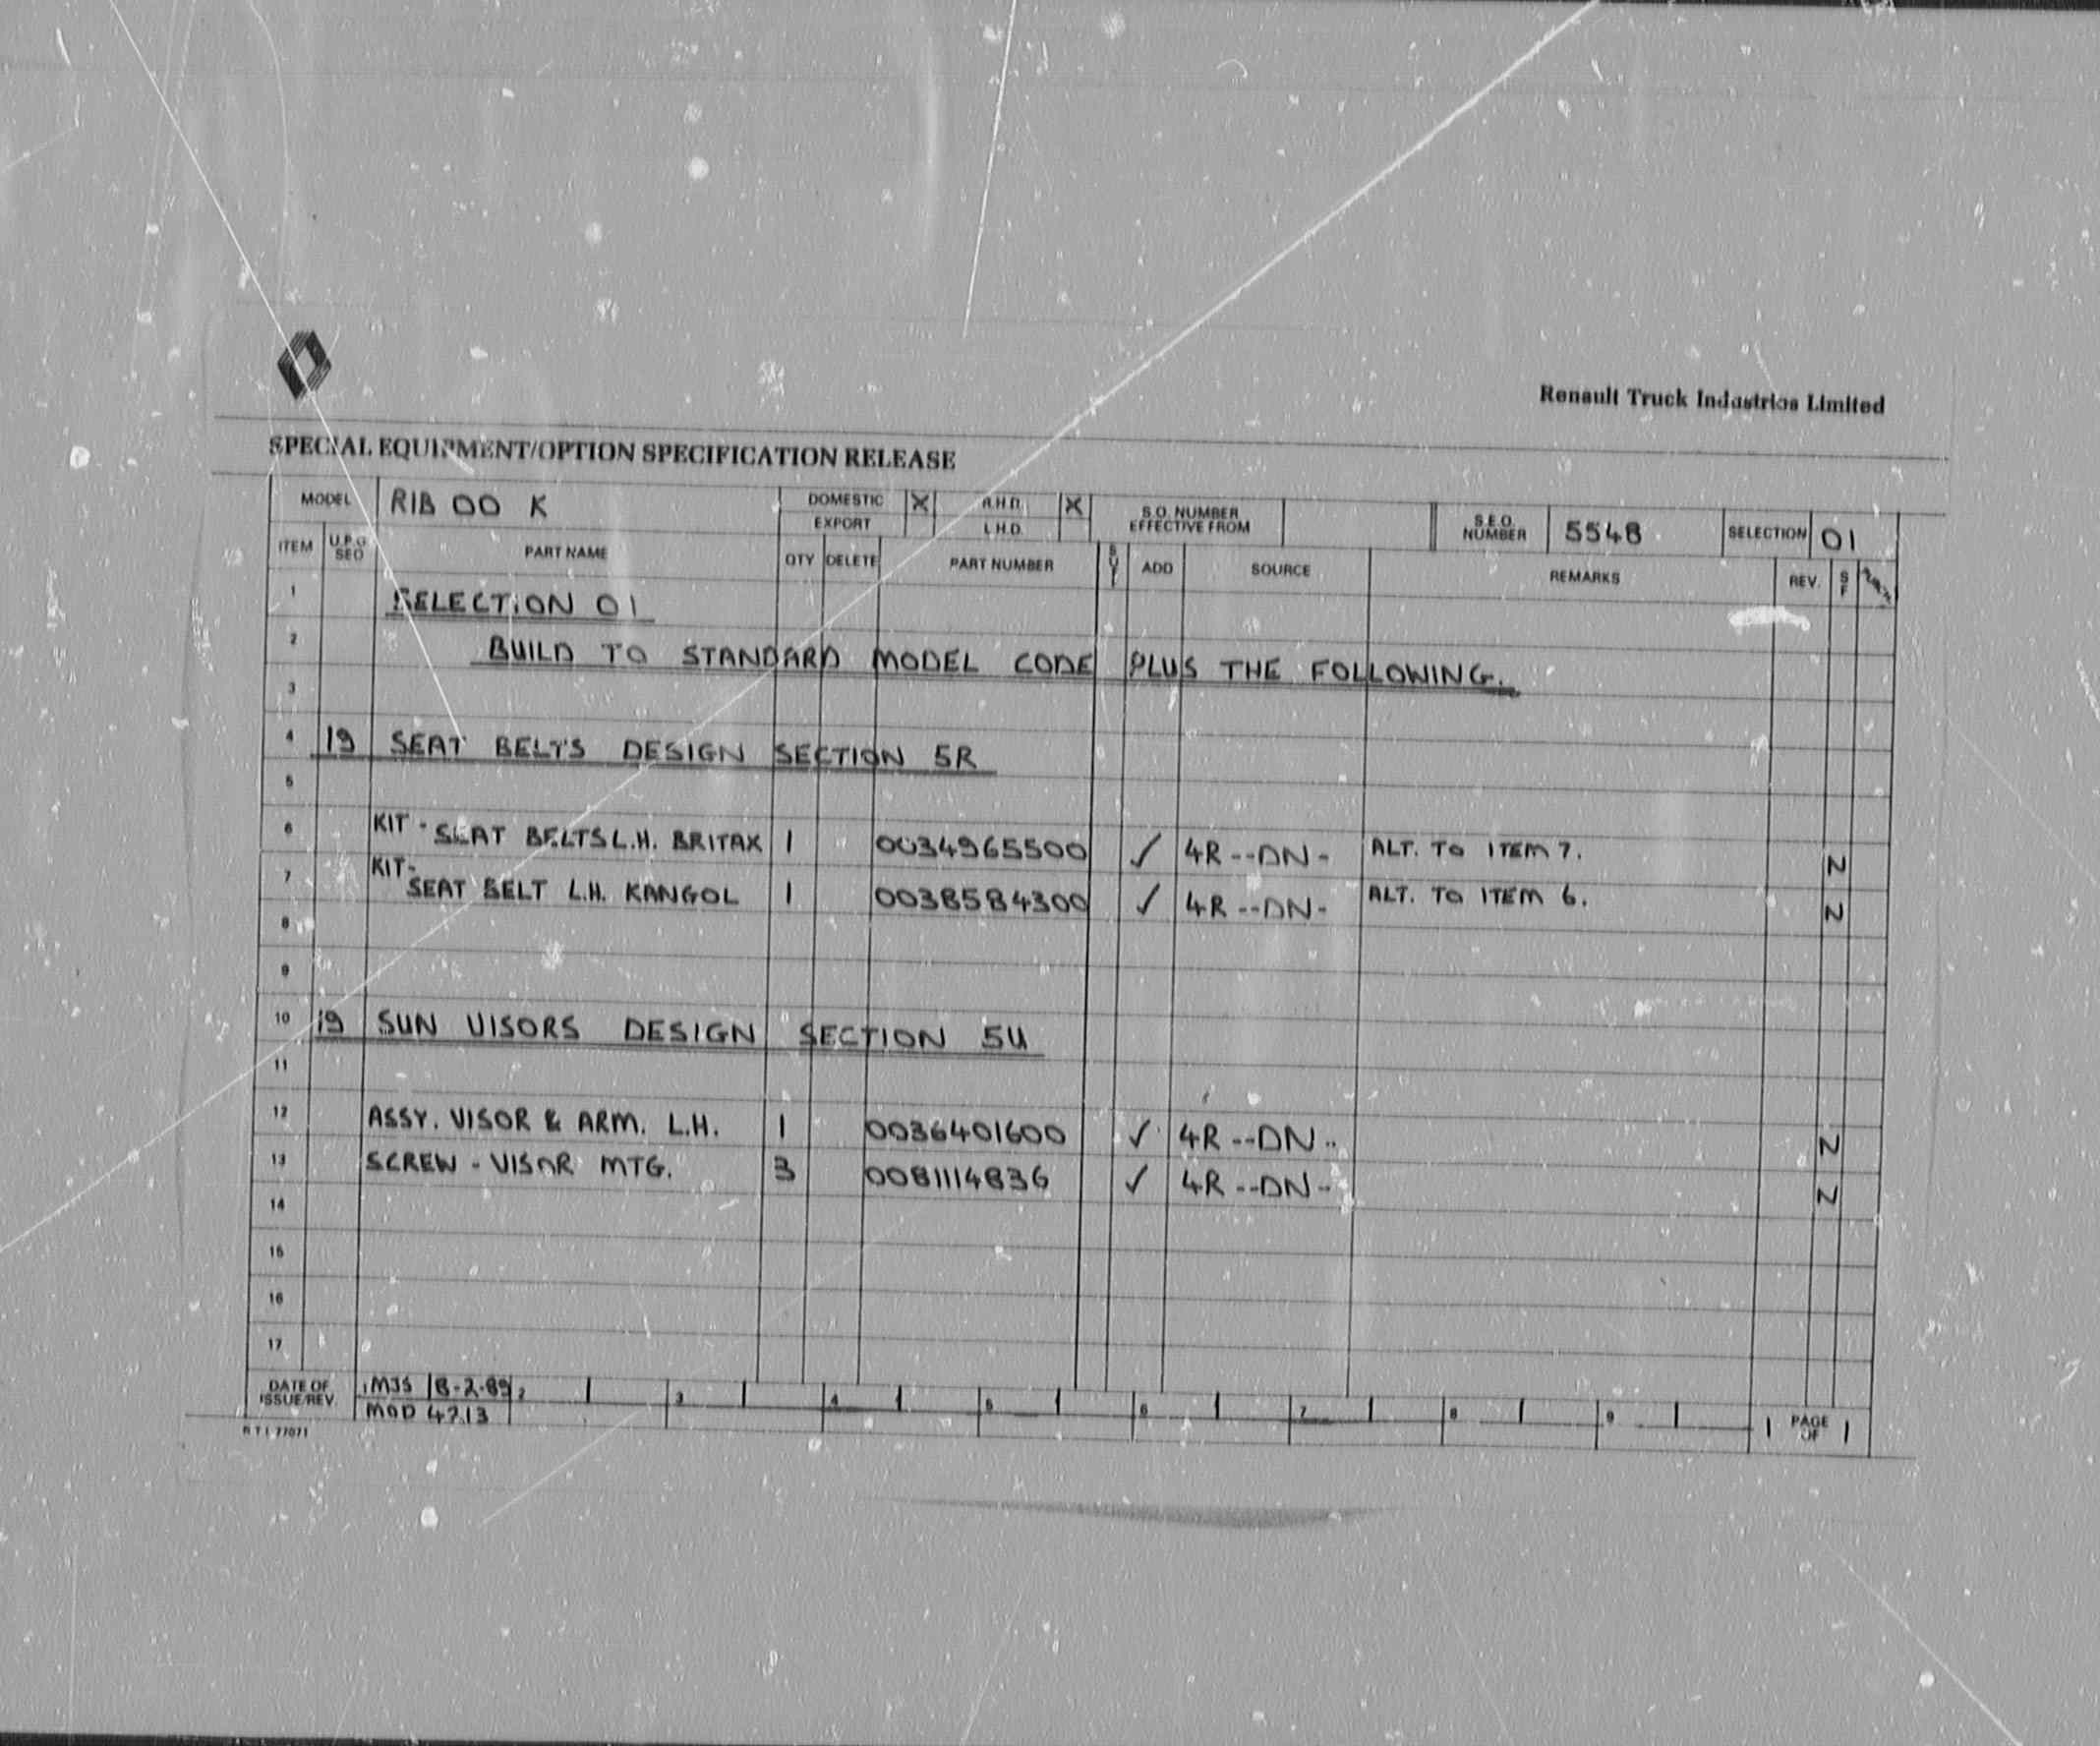 Renault Truck Industries Limited
SPECIAL EQUIPMENT/OPTION SPECIFICATION RELEASE
MODEL RIB 00 K DOMESTIC X R.H.D. X S.O. NUMBER EFFECTIVE FROM S.E.O. NUMBER 5548 SELECTION 01
EXPORT L.H.D.
ITEM U.P.G SEQ PART NAME QTY DELETE PART NUMBER ADD SOURCE REMARKS REV. S F
1 SELECTION 01
2 BUILD TO STANDARD MODEL CODE PLUS THE FOLLOWING.
3
4 19 SEAT BELTS DESIGN SECTION 5R
5
6 KIT - SEAT BELTS L.H. BRITAX 1 0034965500 ✓ 4R--DN- ALT. TO ITEM 7. N
7 KIT- SEAT BELT L.H. KANGOL 1 0038584300 ✓ 4R--DN- ALT. TO ITEM 6. N
8
9
10 19 SUN VISORS DESIGN SECTION 5U
11
12 ASSY. VISOR & ARM. L.H. 1 0036401600 ✓ 4R--DN-- N
13 SCREW - VISOR MTG. 3 0081114836 ✓ 4R--DN- N
14
15
16
17
DATE OF ISSUE/REV. 1 MJS 8-2-89 2 3 4 5 6 7 8 9 1 PAGE OF 1
MOD 4713
R T I 77071